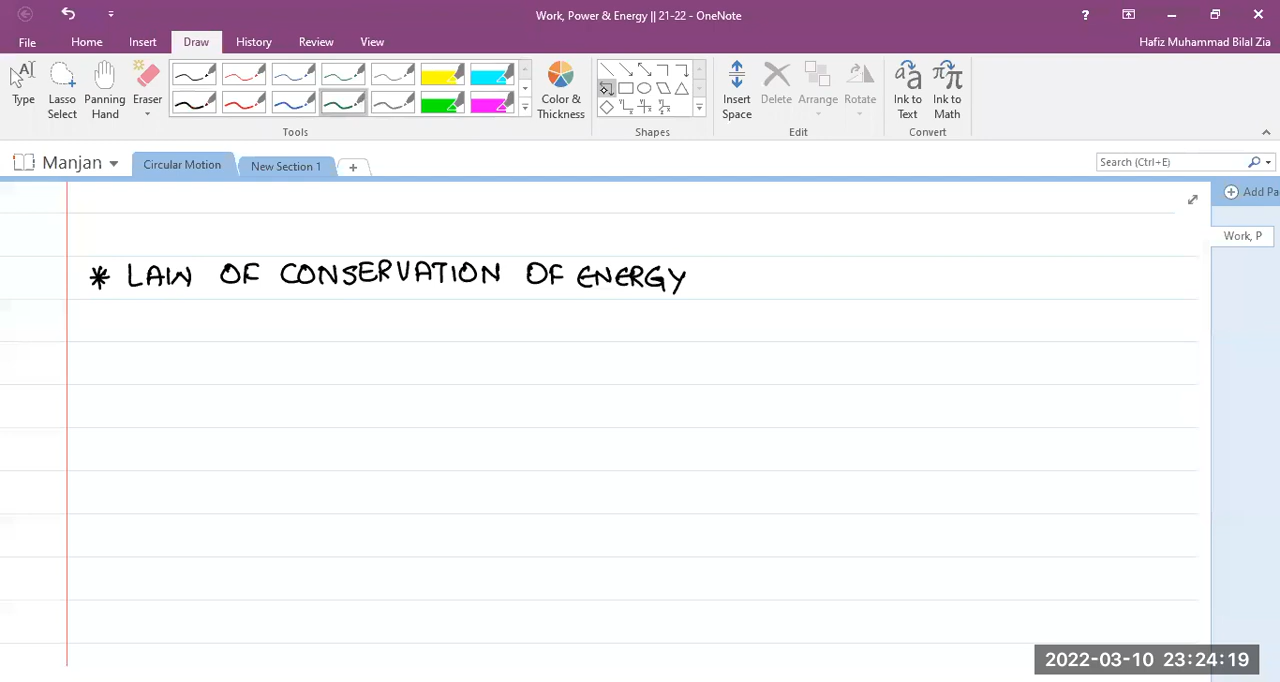 Work, Power & Energy || 21-22 - OneNote
File Home Insert Draw History Review View Hafiz Muhammad Bilal Zia
Type Lasso Select Panning Hand Eraser Color & Thickness Insert Space Delete Arrange Rotate Ink to Text Ink to Math
Tools Shapes Edit Convert
Manjan Circular Motion New Section 1 + Search (Ctrl+E)
Add Pa
Work, P
* LAW OF CONSERVATION OF ENERGY
2022-03-10 23:24:19